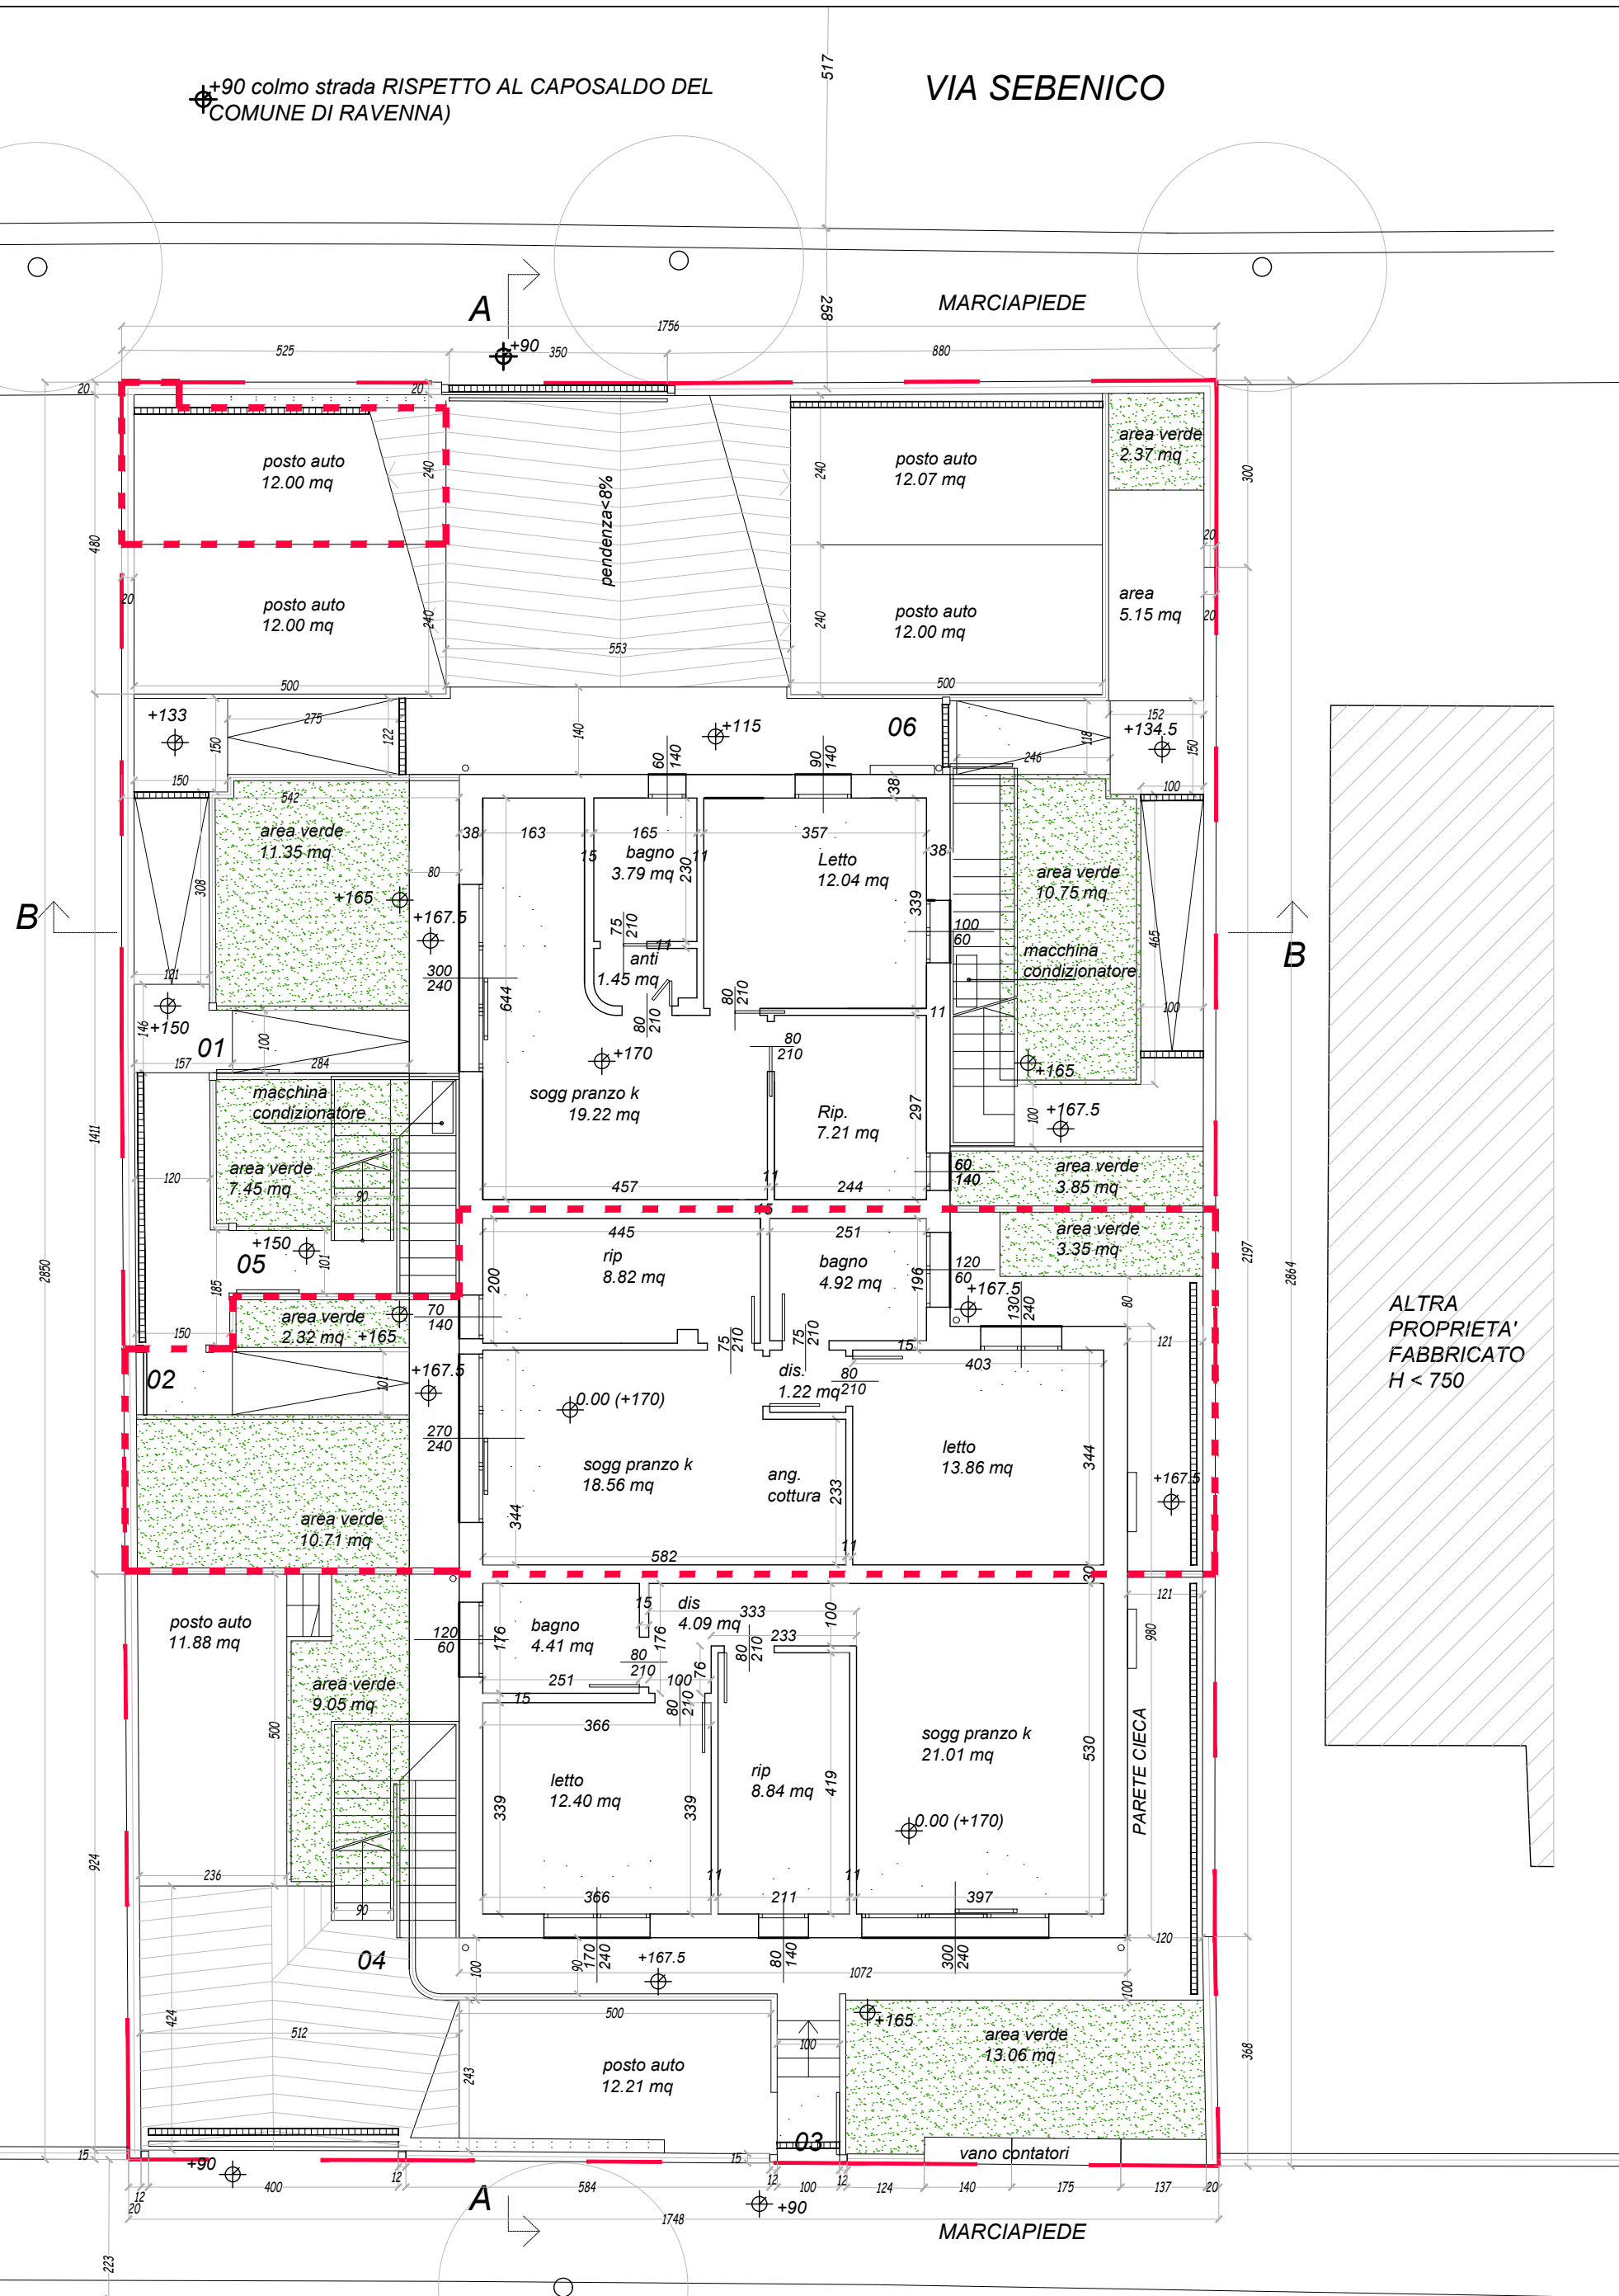 715
VIA SEBENICO
+90 colmo strada RISPETTO AL CAPOSALDO DEL
COMUNE DI RAVENNA)
A
258
MARCIAPIEDE
1756
+90
525
350
880
20
20
area verde
2.37 mq
posto auto
12.00 mq
240
pendenza<8%
240
posto auto
12.07 mq
300
480
20
20
posto auto
12.00 mq
240
553
240
posto auto
12.00 mq
area
5.15 mq
20
500
500
+133
275
122
150
140
+115
06
118
152
+134.5
150
60
140
90
140
246
150
542
38
100
area verde
11.35 mq
38
163
15
165
bagno
3.79 mq
230
11
357
Letto
12.04 mq
38
80
308
+165
+167.5
339
area verde
10.75 mq
B
B
75
210
11
anti
1.45 mq
100
60
macchina
condizionatore
465
121
300
240
644
80
210
80
210
11
100
146
+150
01
100
157
284
+170
80
210
+165
macchina
condizionatore
sogg pranzo k
19.22 mq
Rip.
7.21 mq
297
100
+167.5
1411
area verde
7.45 mq
120
90
457
11
244
60
140
area verde
3.85 mq
15
445
251
area verde
3.35 mq
+150
05
101
185
rip
8.82 mq
200
bagno
4.92 mq
196
120
60
+167.5
130
240
80
2850
2197
2864
150
area verde
2.32 mq
+165
70
140
75
210
75
210
15
121
ALTRA
PROPRIETA'
FABBRICATO
H < 750
02
101
+167.5
0.00 (+170)
dis.
1.22 mq
80
210
403
270
240
sogg pranzo k
18.56 mq
ang.
cottura
233
letto
13.86 mq
344
+167.5
344
area verde
10.71 mq
582
11
30
121
posto auto
11.88 mq
bagno
4.41 mq
15
dis
4.09 mq
333
100
120
60
176
176
233
80
210
80
210
980
251
100
76
area verde
9.05 mq
15
80
210
500
366
sogg pranzo k
21.01 mq
530
PARETE CIECA
letto
12.40 mq
rip
8.84 mq
339
339
419
0.00 (+170)
924
236
11
11
366
211
397
90
120
04
100
90
170
240
+167.5
80
140
1072
300
240
100
424
512
500
+165
area verde
13.06 mq
100
368
243
posto auto
12.21 mq
03
vano contatori
15
+90
15
12
20
400
12
584
12
100
12
124
140
175
137
20
A
+90
1748
MARCIAPIEDE
223